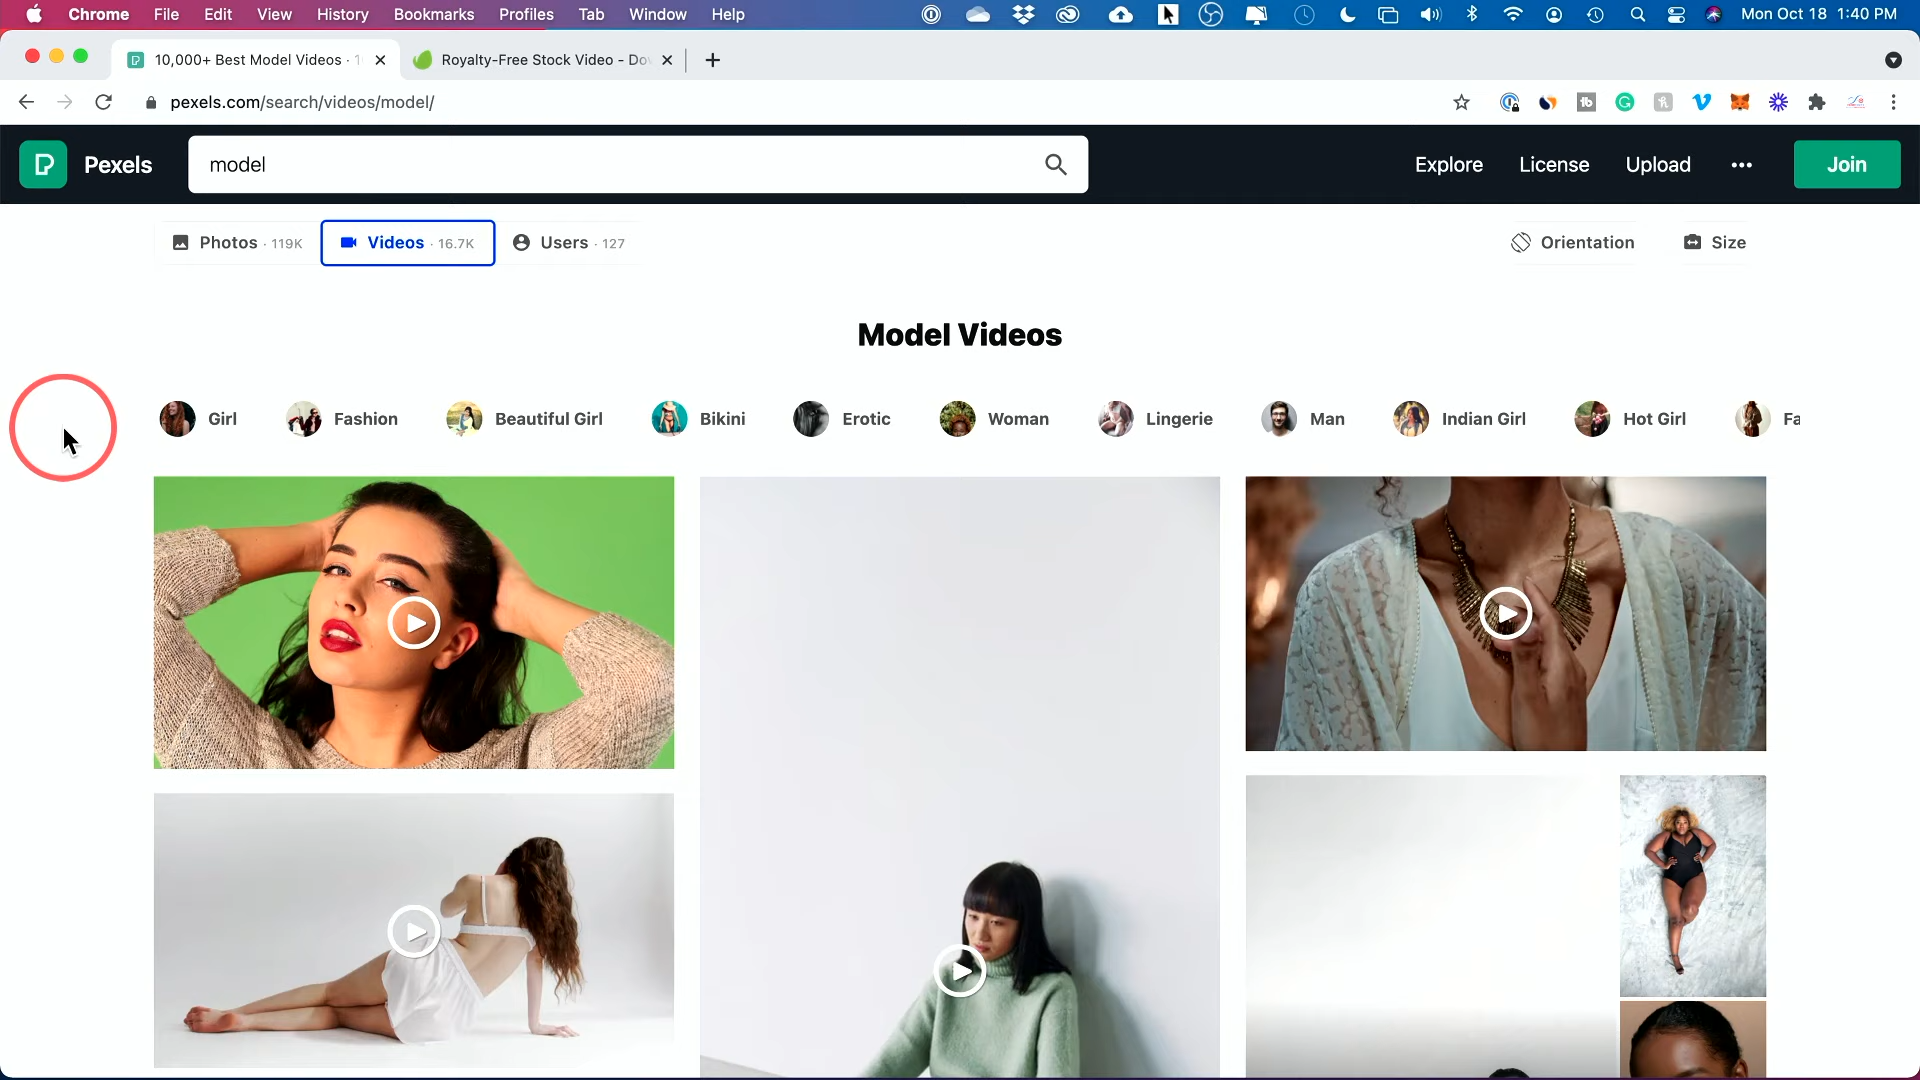 Chrome File Edit View History Bookmarks Profiles Tab Window Help Mon Oct 18 1:40 PM
10,000+ Best Model Videos · Royalty-Free Stock Video -
pexels.com/search/videos/model/
Pexels model Explore License Upload ••• Join
Photos · 119K Videos · 16.7K Users · 127 Orientation Size
Model Videos
Girl Fashion Beautiful Girl Bikini Erotic Woman Lingerie Man Indian Girl Hot Girl Fa